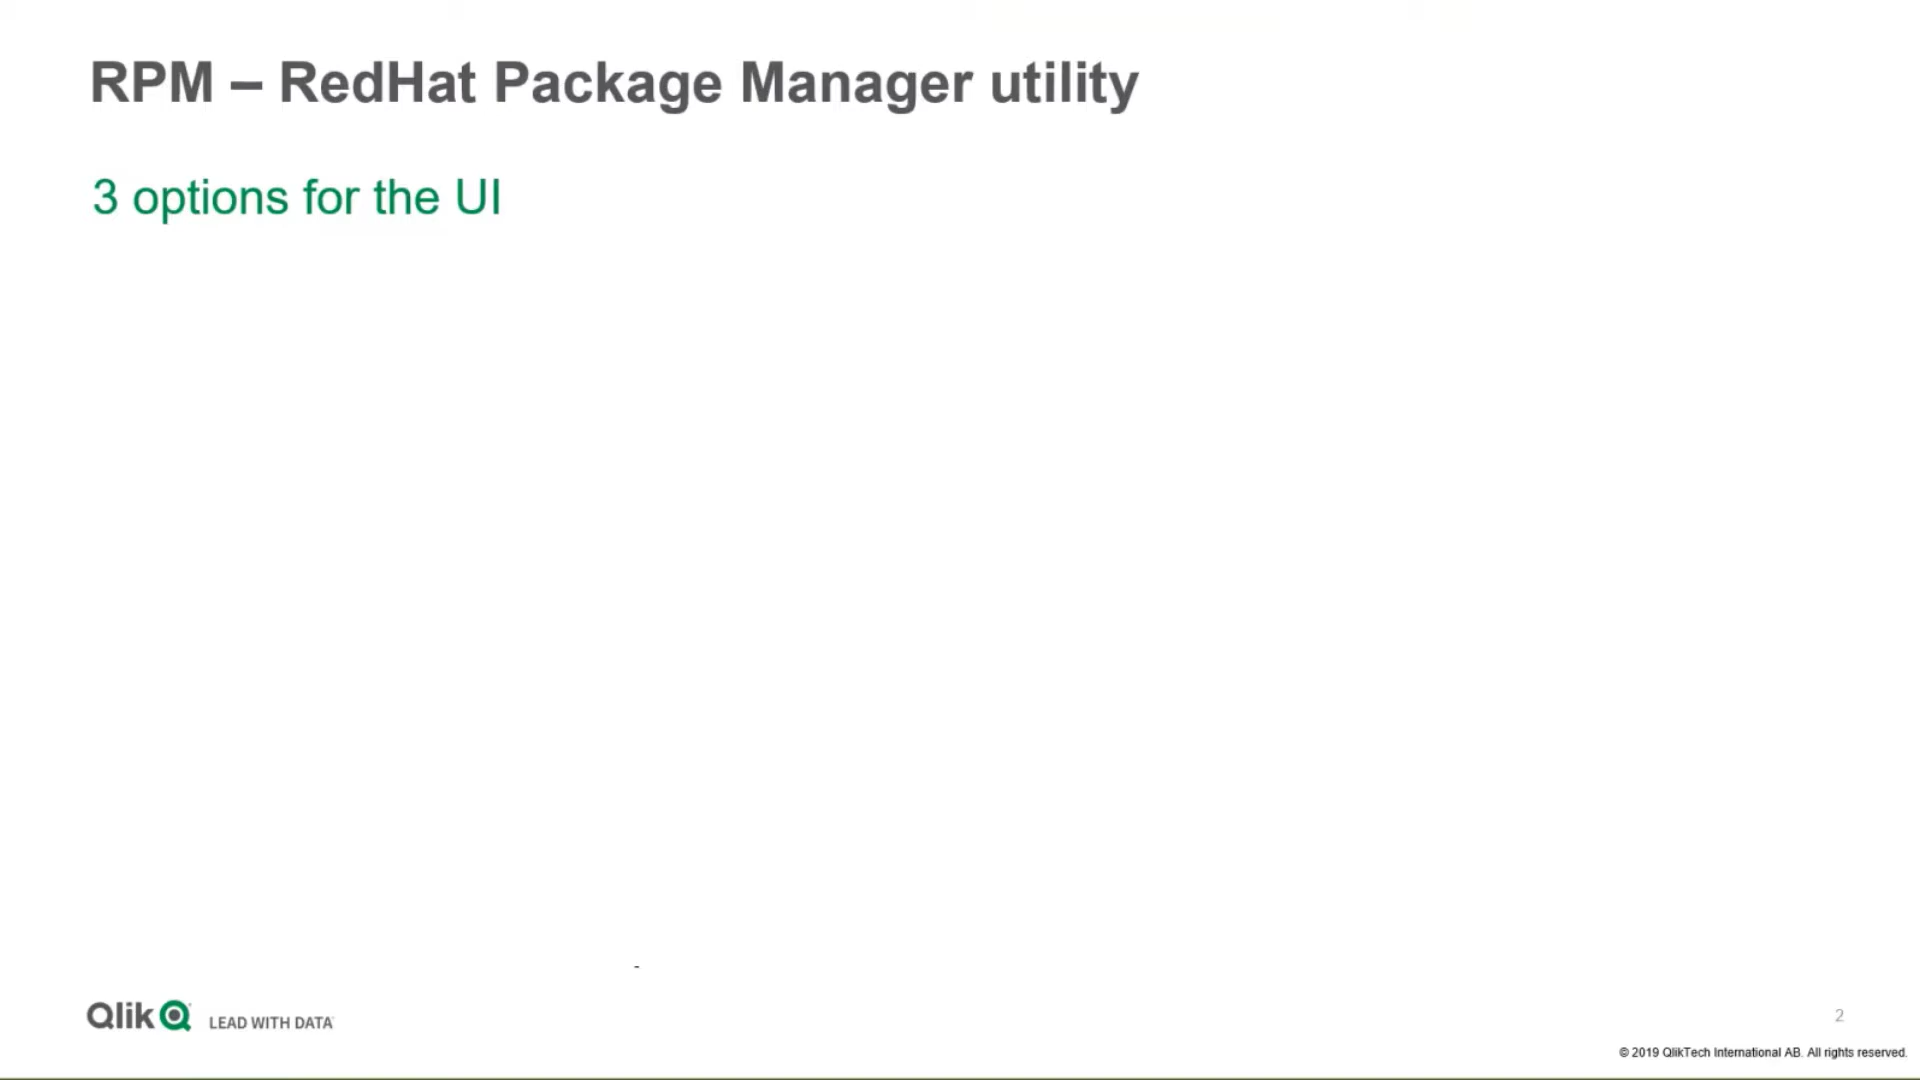 RPM – RedHat Package Manager utility
3 options for the UI
-
Qlik LEAD WITH DATA
2
© 2019 QlikTech International AB. All rights reserved.